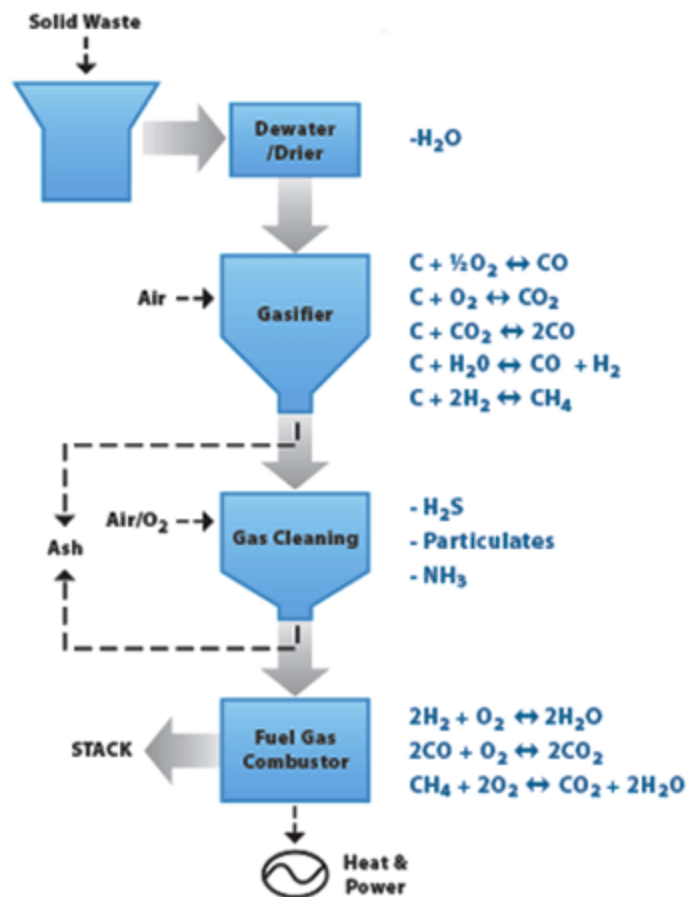 Solid Waste
Dewater
/Drier
-H₂O
Air
Gasifier
C + ½O₂ ↔ CO
C + O₂ ↔ CO₂
C + CO₂ ↔ 2CO
C + H₂0 ↔ CO + H₂
C + 2H₂ ↔ CH₄
Air/O₂
Gas Cleaning
- H₂S
- Particulates
- NH₃
Ash
STACK
Fuel Gas
Combustor
2H₂ + O₂ ↔ 2H₂O
2CO + O₂ ↔ 2CO₂
CH₄ + 2O₂ ↔ CO₂ + 2H₂O
Heat &
Power